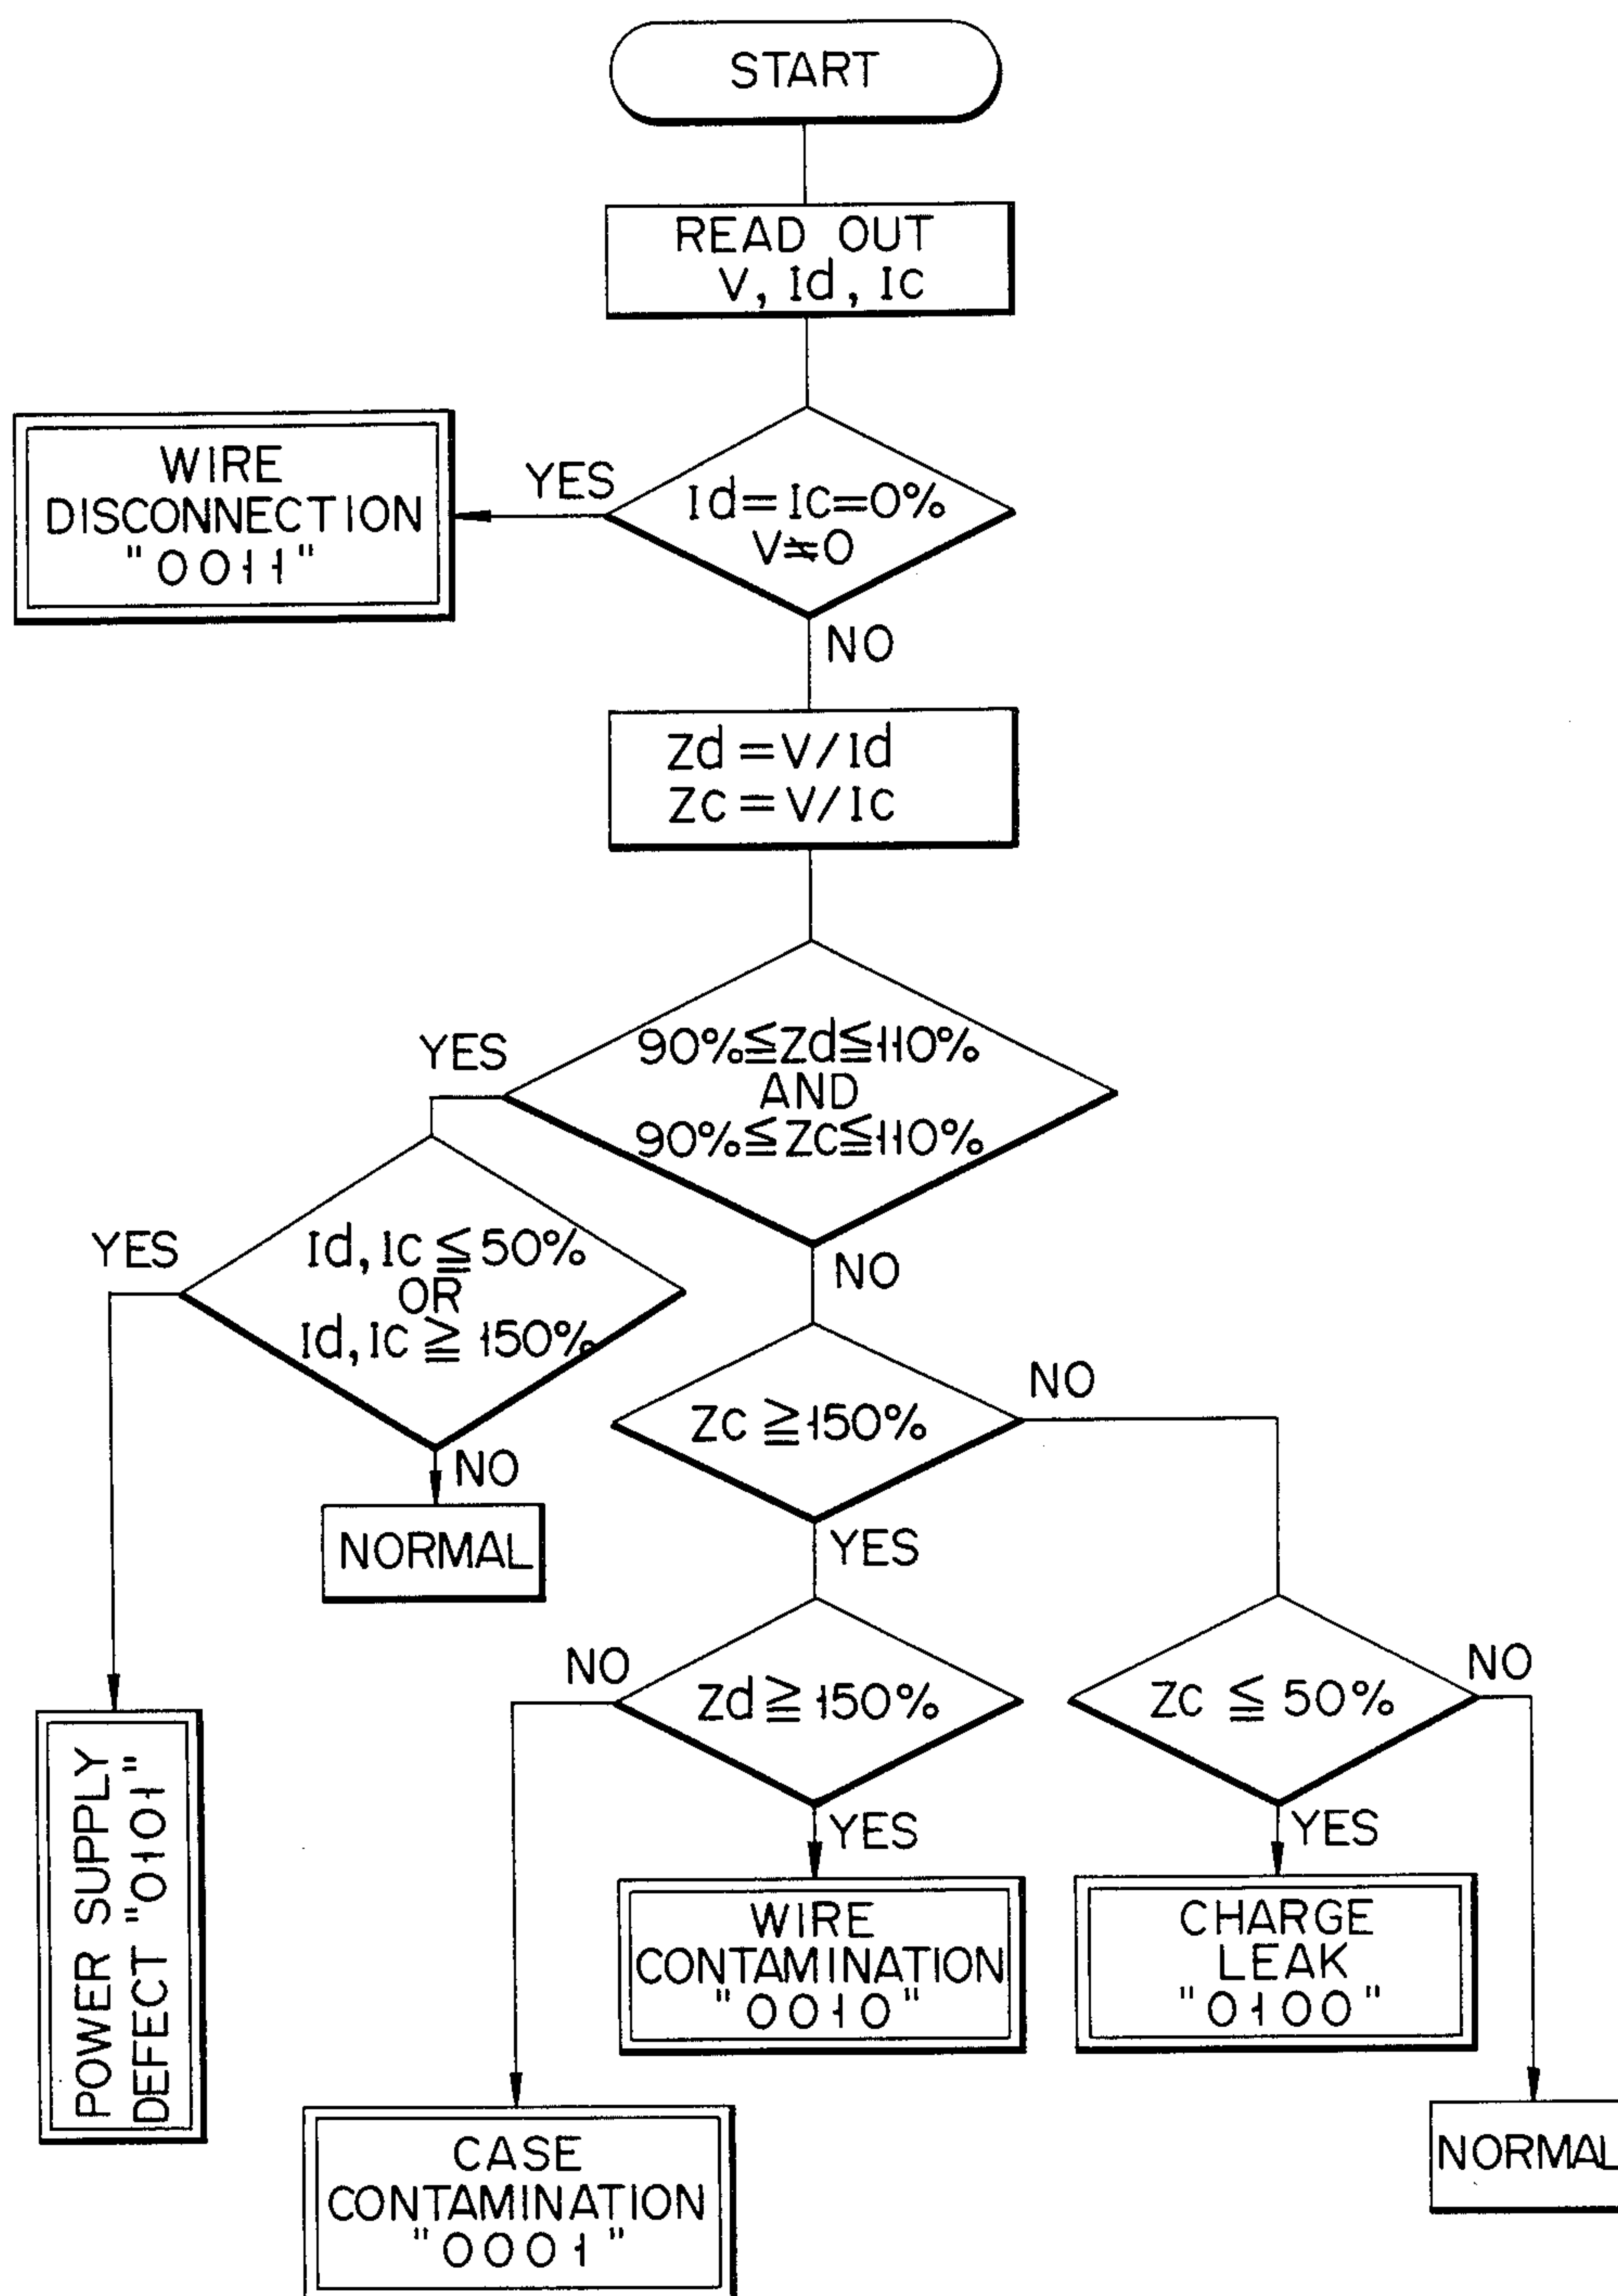 START
READ OUT
V, Id, Ic
WIRE
DISCONNECTION
"0011"
YES
Id=Ic=0%
V≠0
NO
Zd=V/Id
Zc=V/Ic
YES
90%≦Zd≦110%
AND
90%≦Zc≦110%
YES
Id, Ic≦50%
OR
Id, Ic≧150%
NO
NORMAL
NO
Zc≧150%
NO
YES
NO
Zd≧150%
Zc≦50%
NO
YES
YES
POWER SUPPLY
DEFECT "0101"
WIRE
CONTAMINATION
"0010"
CHARGE
LEAK
"0100"
CASE
CONTAMINATION
"0001"
NORMAL